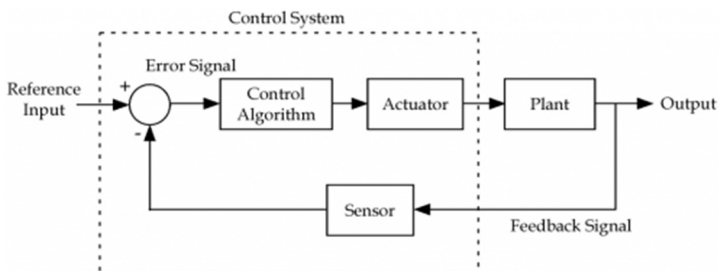 Control System
Error Signal
Reference
Input
+
-
Control
Algorithm
Actuator
Plant
Output
Sensor
Feedback Signal